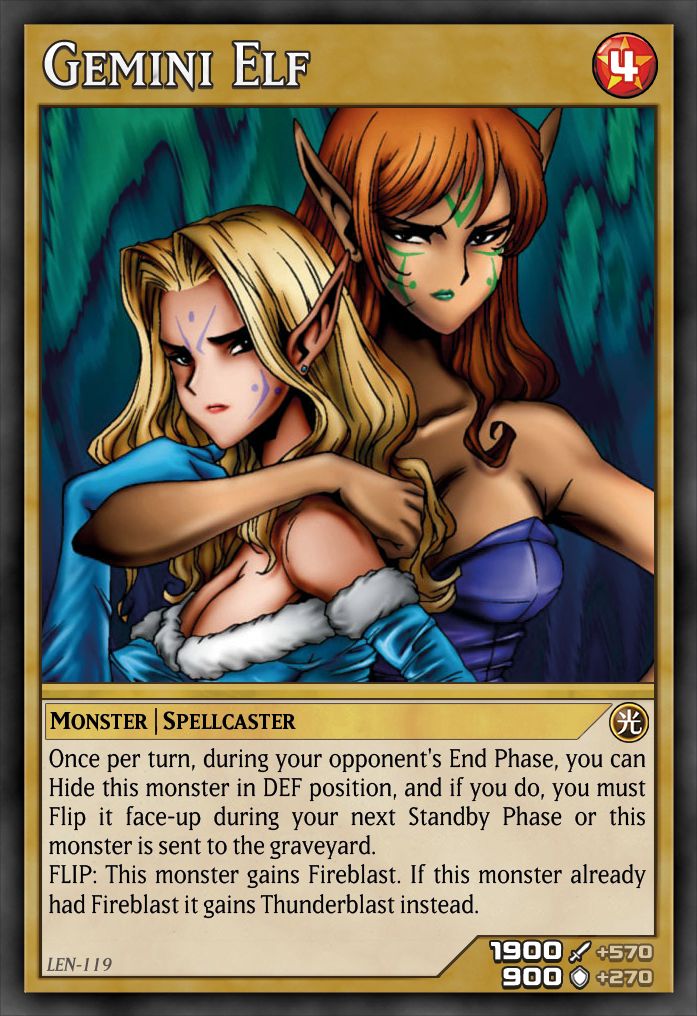 Gemini Elf
4
Monster | Spellcaster
光
Once per turn, during your opponent's End Phase, you can
Hide this monster in DEF position, and if you do, you must
Flip it face-up during your next Standby Phase or this
monster is sent to the graveyard.
FLIP: This monster gains Fireblast. If this monster already
had Fireblast it gains Thunderblast instead.
1900 +570
LEN-119
900 +270